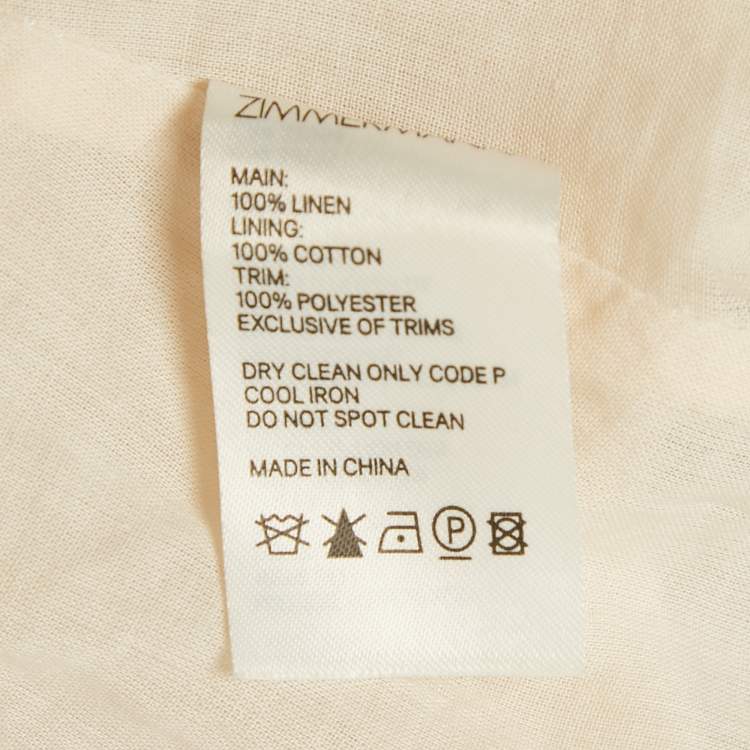 ZIMMERMANN
MAIN:
100% LINEN
LINING:
100% COTTON
TRIM:
100% POLYESTER
EXCLUSIVE OF TRIMS
DRY CLEAN ONLY CODE P
COOL IRON
DO NOT SPOT CLEAN
MADE IN CHINA
P